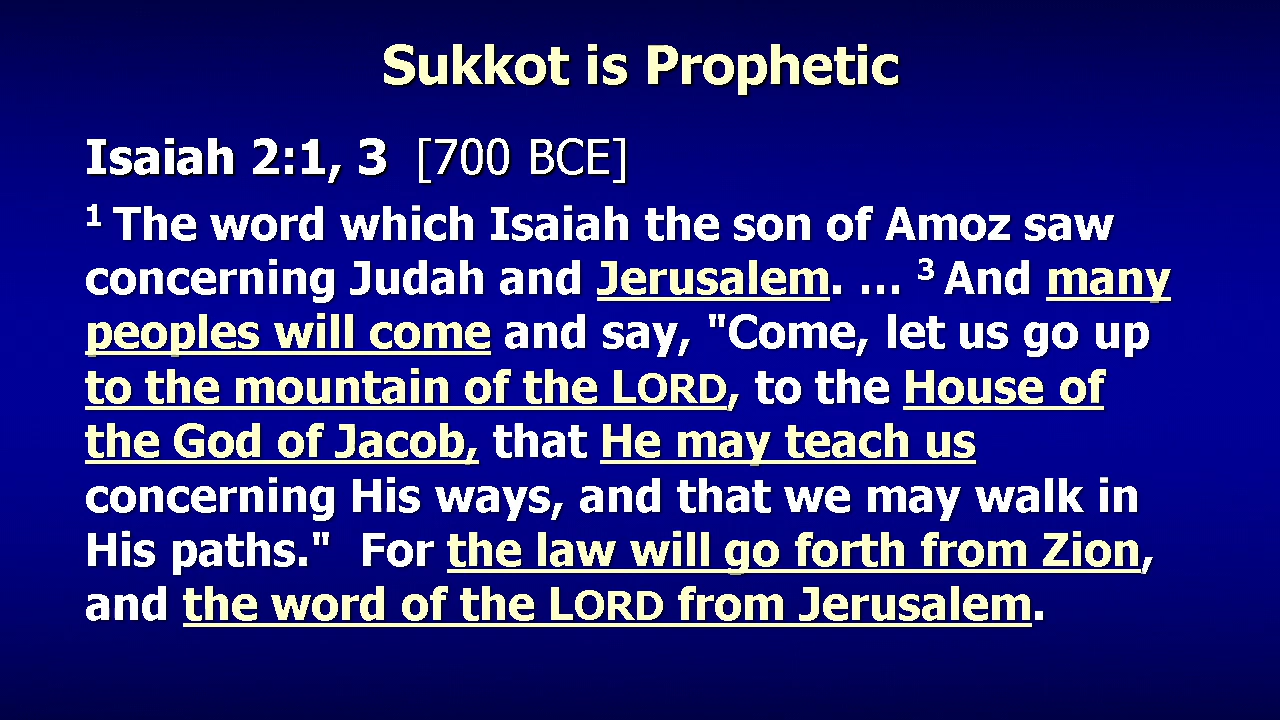 Sukkot is Prophetic
Isaiah 2:1, 3 [700 BCE]
1 The word which Isaiah the son of Amoz saw
concerning Judah and Jerusalem. … 3 And many
peoples will come and say, "Come, let us go up
to the mountain of the LORD, to the House of
the God of Jacob, that He may teach us
concerning His ways, and that we may walk in
His paths."  For the law will go forth from Zion,
and the word of the LORD from Jerusalem.